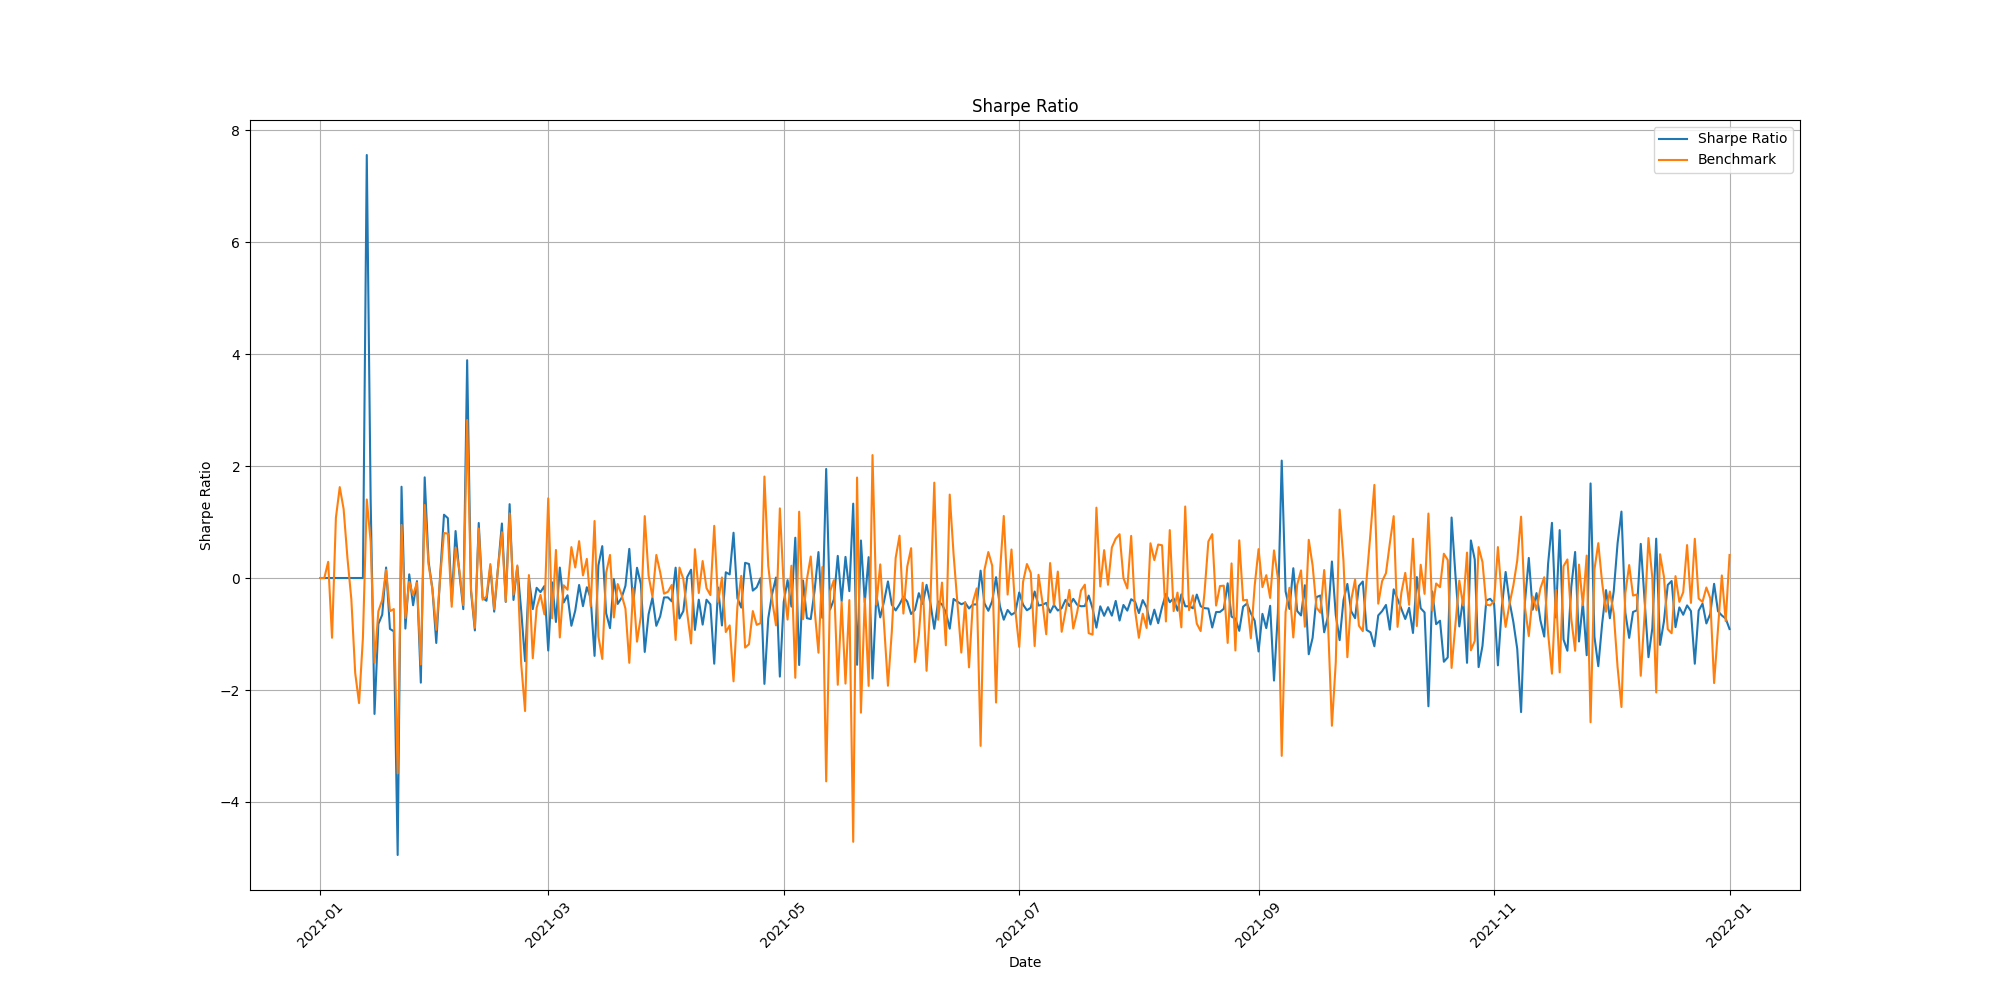 Sharpe Ratio
Sharpe Ratio
Benchmark
8
6
4
2
0
−2
−4
Sharpe Ratio
2021-01
2021-03
2021-05
2021-07
2021-09
2021-11
2022-01
Date